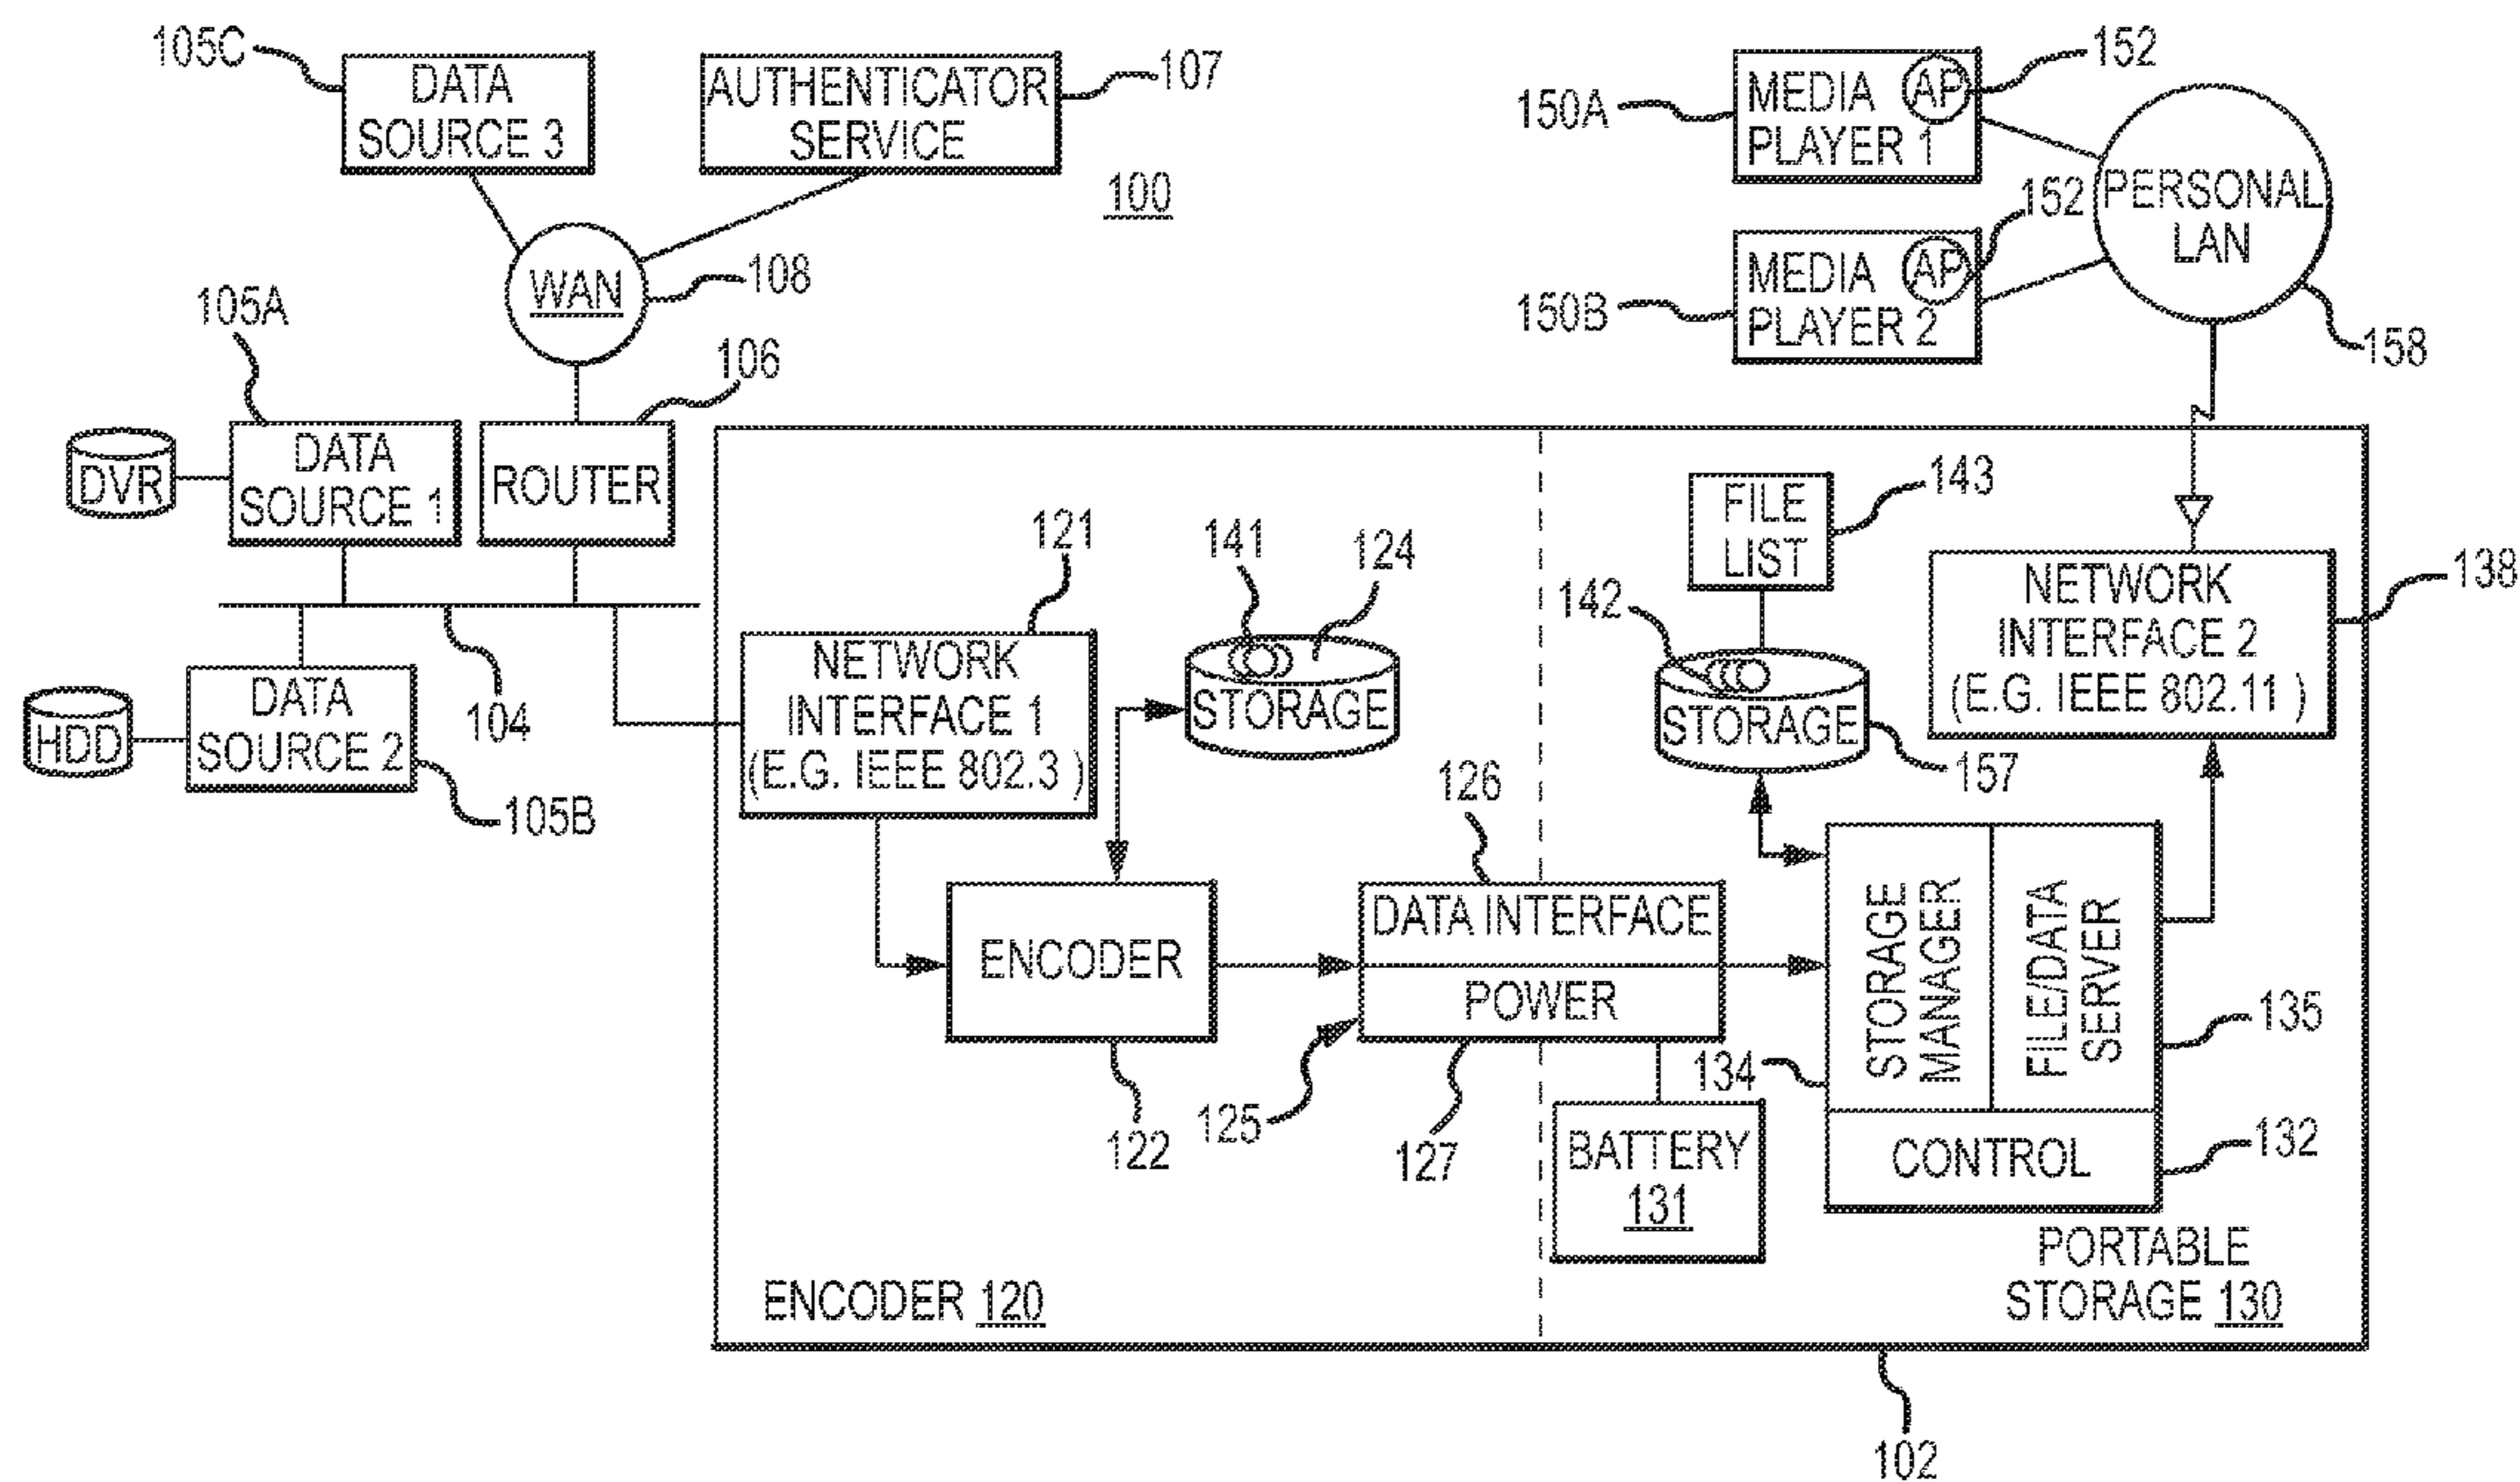 105C
DATA
SOURCE 3
AUTHENTICATOR
SERVICE
107
100
WAN
108
105A
106
DVR
DATA
SOURCE 1
ROUTER
HDD
DATA
SOURCE 2
104
105B
150A
MEDIA
PLAYER 1
AP
152
150B
MEDIA
PLAYER 2
AP
152
PERSONAL
LAN
158
121
NETWORK
INTERFACE 1
(E.G. IEEE 802.3 )
141
124
STORAGE
ENCODER
122
126
DATA INTERFACE
POWER
125
127
ENCODER 120
143
FILE
LIST
142
STORAGE
157
NETWORK
INTERFACE 2
(E.G. IEEE 802.11 )
138
STORAGE
MANAGER
FILE/DATA
SERVER
135
134
CONTROL
132
BATTERY
131
PORTABLE
STORAGE 130
102